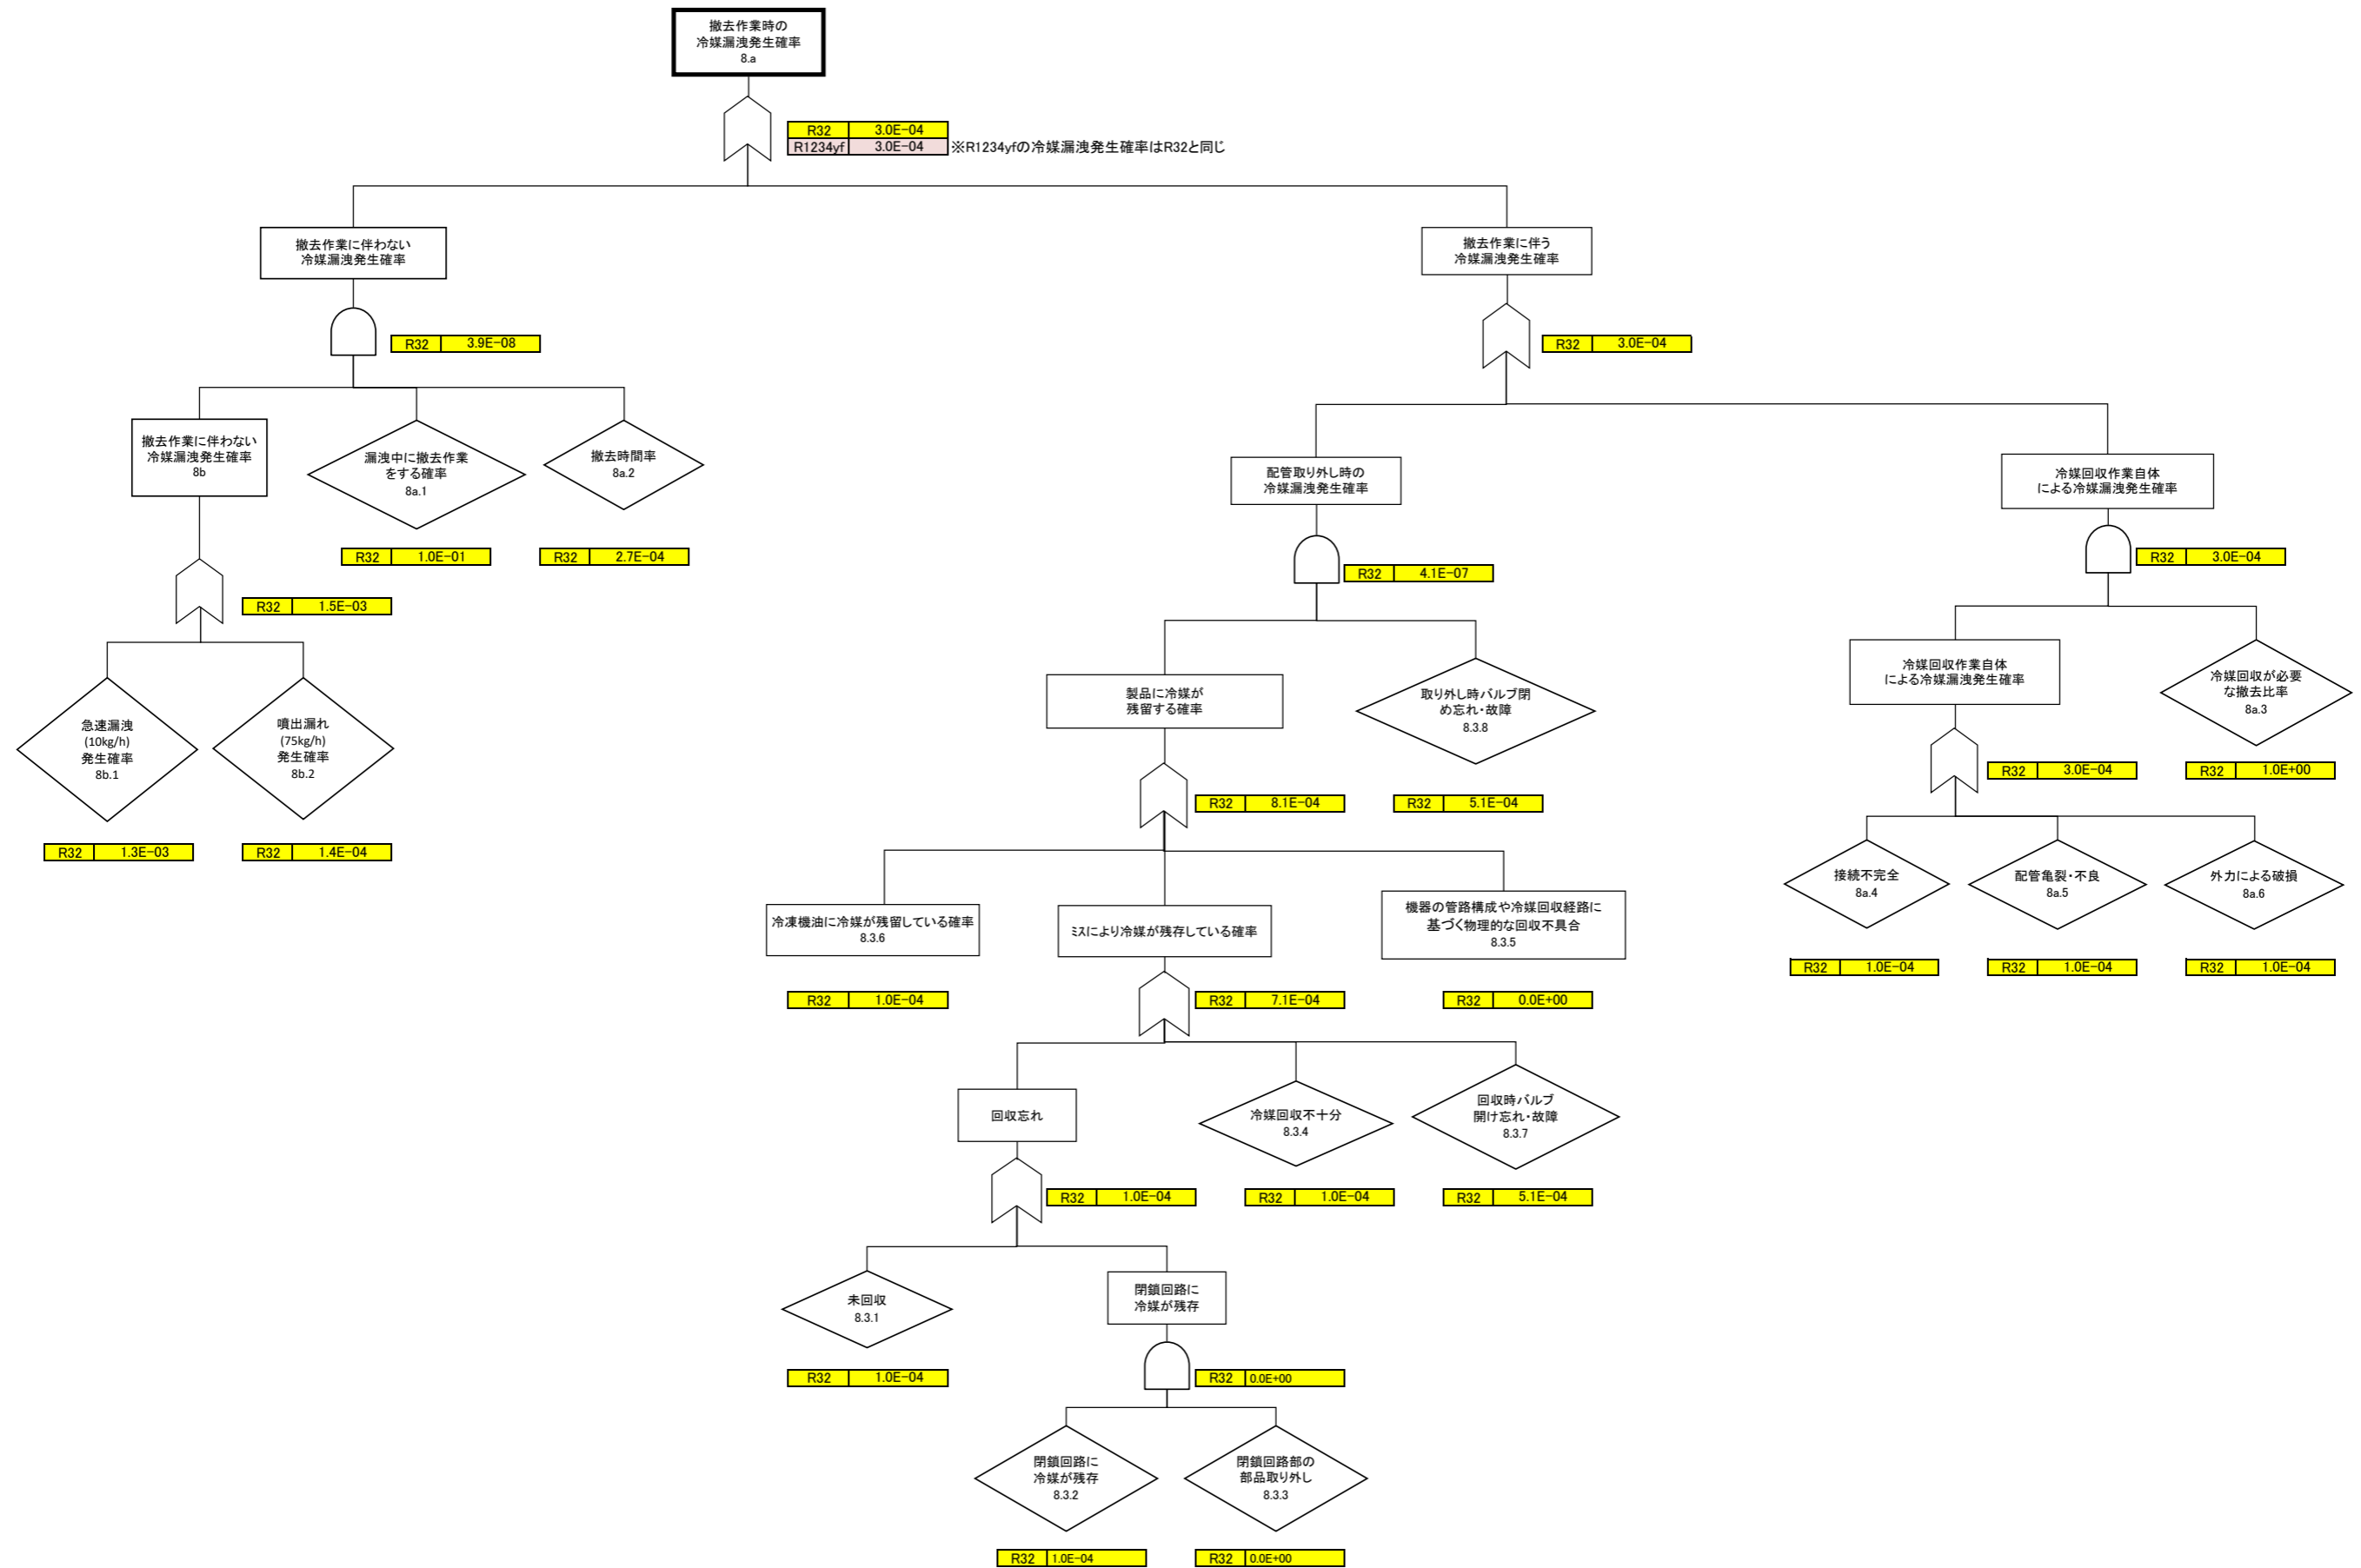 撤去作業時の
冷媒漏洩発生確率
8.a
R32 3.0E-04
R1234yf 3.0E-04 ※R1234yfの冷媒漏洩発生確率はR32と同じ
撤去作業に伴わない
冷媒漏洩発生確率
R32 3.9E-08
撤去作業に伴わない
冷媒漏洩発生確率
8b
漏洩中に撤去作業
をする確率
8a.1
撤去時間率
8a.2
R32 1.0E-01
R32 2.7E-04
R32 1.5E-03
急速漏洩
(10kg/h)
発生確率
8b.1
噴出漏れ
(75kg/h)
発生確率
8b.2
R32 1.3E-03
R32 1.4E-04
撤去作業に伴う
冷媒漏洩発生確率
R32 3.0E-04
配管取り外し時の
冷媒漏洩発生確率
R32 4.1E-07
製品に冷媒が
残留する確率
取り外し時バルブ閉
め忘れ・故障
8.3.8
R32 8.1E-04
R32 5.1E-04
冷凍機油に冷媒が残留している確率
8.3.6
ミスにより冷媒が残存している確率
機器の管路構成や冷媒回収経路に
基づく物理的な回収不具合
8.3.5
R32 1.0E-04
R32 7.1E-04
R32 0.0E+00
回収忘れ
冷媒回収不十分
8.3.4
回収時バルブ
開け忘れ・故障
8.3.7
R32 1.0E-04
R32 1.0E-04
R32 5.1E-04
未回収
8.3.1
閉鎖回路に
冷媒が残存
R32 1.0E-04
R32 0.0E+00
閉鎖回路に
冷媒が残存
8.3.2
閉鎖回路部の
部品取り外し
8.3.3
R32 1.0E-04
R32 0.0E+00
冷媒回収作業自体
による冷媒漏洩発生確率
R32 3.0E-04
冷媒回収作業自体
による冷媒漏洩発生確率
冷媒回収が必要
な撤去比率
8a.3
R32 3.0E-04
R32 1.0E+00
接続不完全
8a.4
配管亀裂・不良
8a.5
外力による破損
8a.6
R32 1.0E-04
R32 1.0E-04
R32 1.0E-04